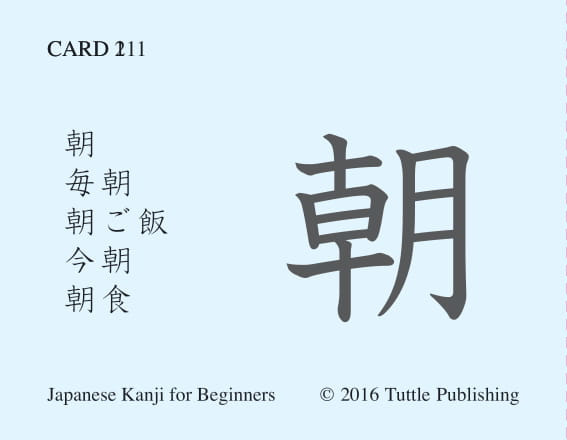 CARD
朝
毎朝
朝ご飯
今朝
朝食
朝
Japanese Kanji for Beginners
© 2016 Tuttle Publishing